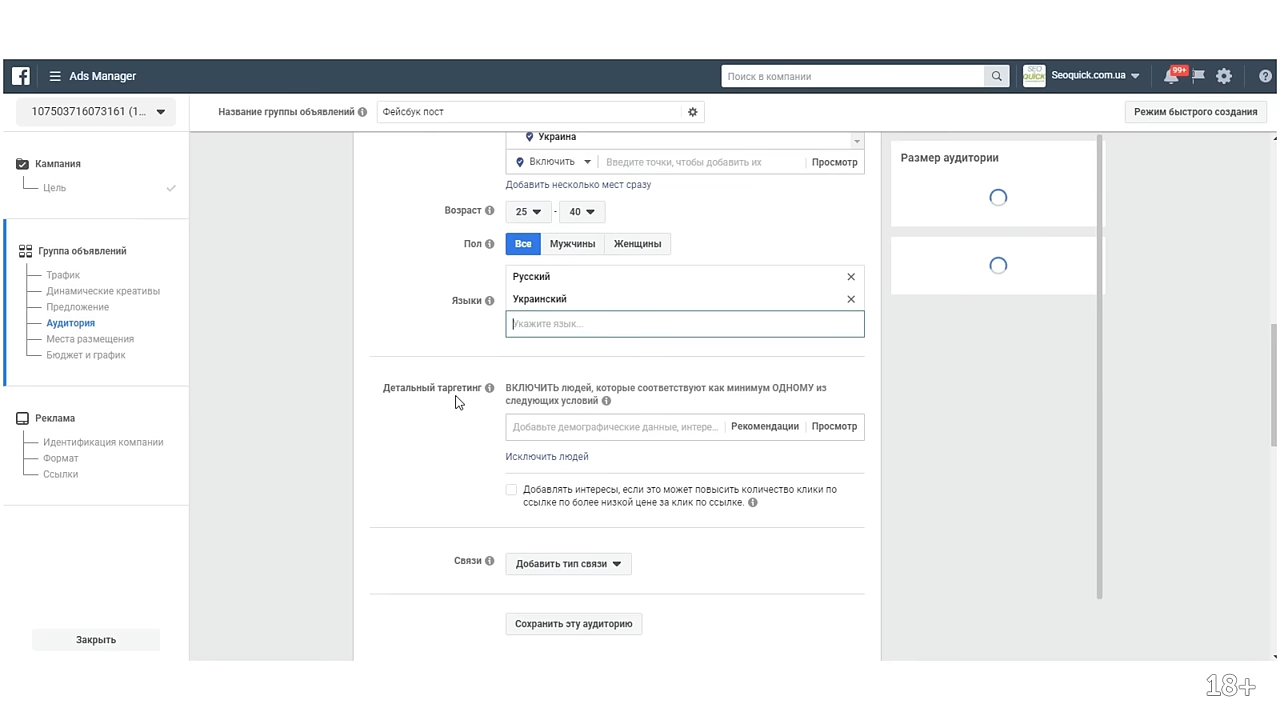 Ads Manager
Поиск в компании
SEO QUICK
Seoquick.com.ua
99+
107503716073161 (1...
Название группы объявлений
Фейсбук пост
Режим быстрого создания
Кампания
Цель
Группа объявлений
Трафик
Динамические креативы
Предложение
Аудитория
Места размещения
Бюджет и график
Реклама
Идентификация компании
Формат
Ссылки
Закрыть
Украина
Включить
Введите точки, чтобы добавить их
Просмотр
Добавить несколько мест сразу
Возраст
25 - 40
Пол
Все Мужчины Женщины
Русский
Языки
Украинский
Укажите язык...
Детальный таргетинг
ВКЛЮЧИТЬ людей, которые соответствуют как минимум ОДНОМУ из
следующих условий
Добавьте демографические данные, интере... Рекомендации Просмотр
Исключить людей
Добавлять интересы, если это может повысить количество клики по
ссылке по более низкой цене за клик по ссылке.
Связи
Добавить тип связи
Сохранить эту аудиторию
Размер аудитории
18+